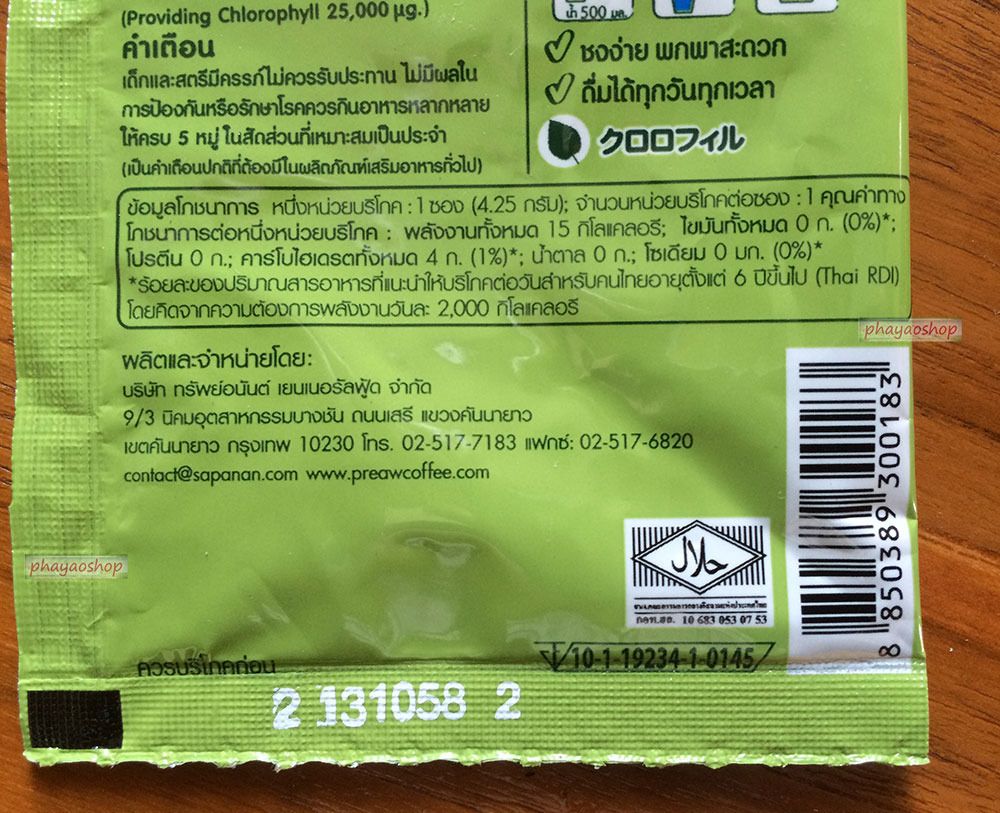 (Providing Chlorophyll 25,000 µg.)
คำเตือน
เด็กและสตรีมีครรภ์ไม่ควรรับประทาน ไม่มีผลใน
การป้องกันหรือรักษาโรคควรกินอาหารหลากหลาย
ให้ครบ 5 หมู่ ในสัดส่วนที่เหมาะสมเป็นประจำ
(เป็นคำเตือนปกติที่ต้องมีในผลิตภัณฑ์เสริมอาหารทั่วไป)
น้ำ 500 มล.
ชงง่าย พกพาสะดวก
ดื่มได้ทุกวันทุกเวลา
クロロフィル
ข้อมูลโภชนาการ หนึ่งหน่วยบริโภค : 1 ซอง (4.25 กรัม); จำนวนหน่วยบริโภคต่อซอง : 1 คุณค่าทาง
โภชนาการต่อหนึ่งหน่วยบริโภค : พลังงานทั้งหมด 15 กิโลแคลอรี; ไขมันทั้งหมด 0 ก. (0%)*;
โปรตีน 0 ก.; คาร์โบไฮเดรตทั้งหมด 4 ก. (1%)*; น้ำตาล 0 ก.; โซเดียม 0 มก. (0%)*
*ร้อยละของปริมาณสารอาหารที่แนะนำให้บริโภคต่อวันสำหรับคนไทยอายุตั้งแต่ 6 ปีขึ้นไป (Thai RDI)
โดยคิดจากความต้องการพลังงานวันละ 2,000 กิโลแคลอรี
phayaoshop
ผลิตและจำหน่ายโดย:
บริษัท ทรัพย์อนันต์ เยนเนอรัลฟู้ด จำกัด
9/3 นิคมอุตสาหกรรมบางชัน ถนนเสรี แขวงคันนายาว
เขตคันนายาว กรุงเทพ 10230 โทร. 02-517-7183 แฟกซ์: 02-517-6820
contact@sapanan.com www.preawcoffee.com
8 850389 300183
phayaoshop
حلال
กอท.ฮล. 10 683 053 07 53
10-1-19234-1-0145
ควรบริโภคก่อน
2 131058 2